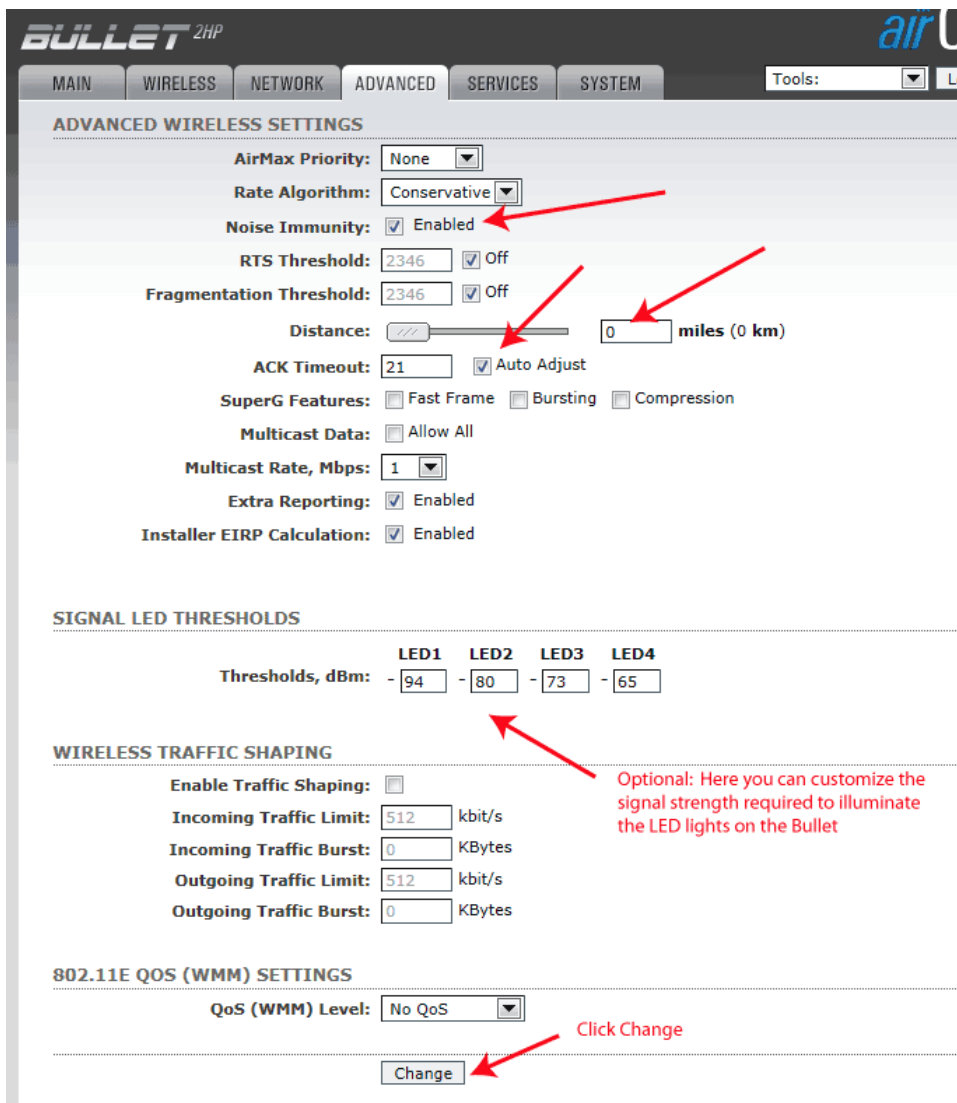 BULLET 2HP
air
MAIN WIRELESS NETWORK ADVANCED SERVICES SYSTEM Tools:
ADVANCED WIRELESS SETTINGS
AirMax Priority: None
Rate Algorithm: Conservative
Noise Immunity: Enabled
RTS Threshold: 2346 Off
Fragmentation Threshold: 2346 Off
Distance: 0 miles (0 km)
ACK Timeout: 21 Auto Adjust
SuperG Features: Fast Frame Bursting Compression
Multicast Data: Allow All
Multicast Rate, Mbps: 1
Extra Reporting: Enabled
Installer EIRP Calculation: Enabled
SIGNAL LED THRESHOLDS
LED1 LED2 LED3 LED4
Thresholds, dBm: - 94 - 80 - 73 - 65
WIRELESS TRAFFIC SHAPING
Enable Traffic Shaping:
Optional: Here you can customize the
signal strength required to illuminate
the LED lights on the Bullet
Incoming Traffic Limit: 512 kbit/s
Incoming Traffic Burst: 0 KBytes
Outgoing Traffic Limit: 512 kbit/s
Outgoing Traffic Burst: 0 KBytes
802.11E QOS (WMM) SETTINGS
QoS (WMM) Level: No QoS
Click Change
Change